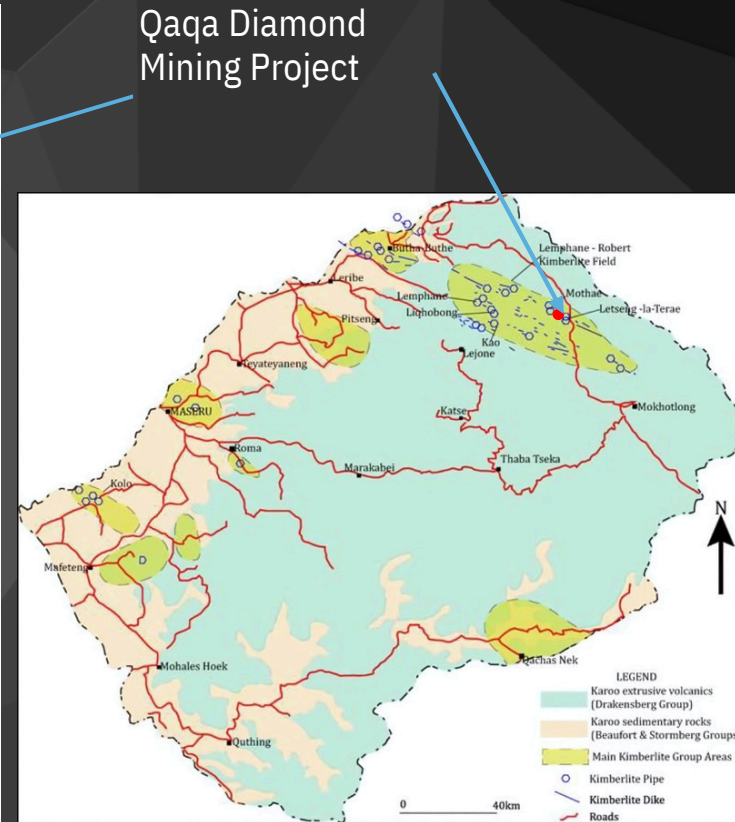 Qaqa Diamond
Mining Project
Butha-Buthe
Lemphane - Robert
Kimberlite Field
Leribe
Mothae
Lemphane
Letseng -la-Terae
Liqhobong
Pitseng
Kao
Lejone
Teyateyaneng
MASERU
Katse
Mokhotlong
Roma
Thaba Tseka
Marakabei
Kolo
N
Mafeteng
D
Mohales Hoek
Qachas Nek
Quthing
LEGEND
Karoo extrusive volcanics
(Drakensberg Group)
Karoo sedimentary rocks
(Beaufort & Stormberg Groups
Main Kimberlite Group Areas
Kimberlite Pipe
Kimberlite Dike
Roads
0 40km